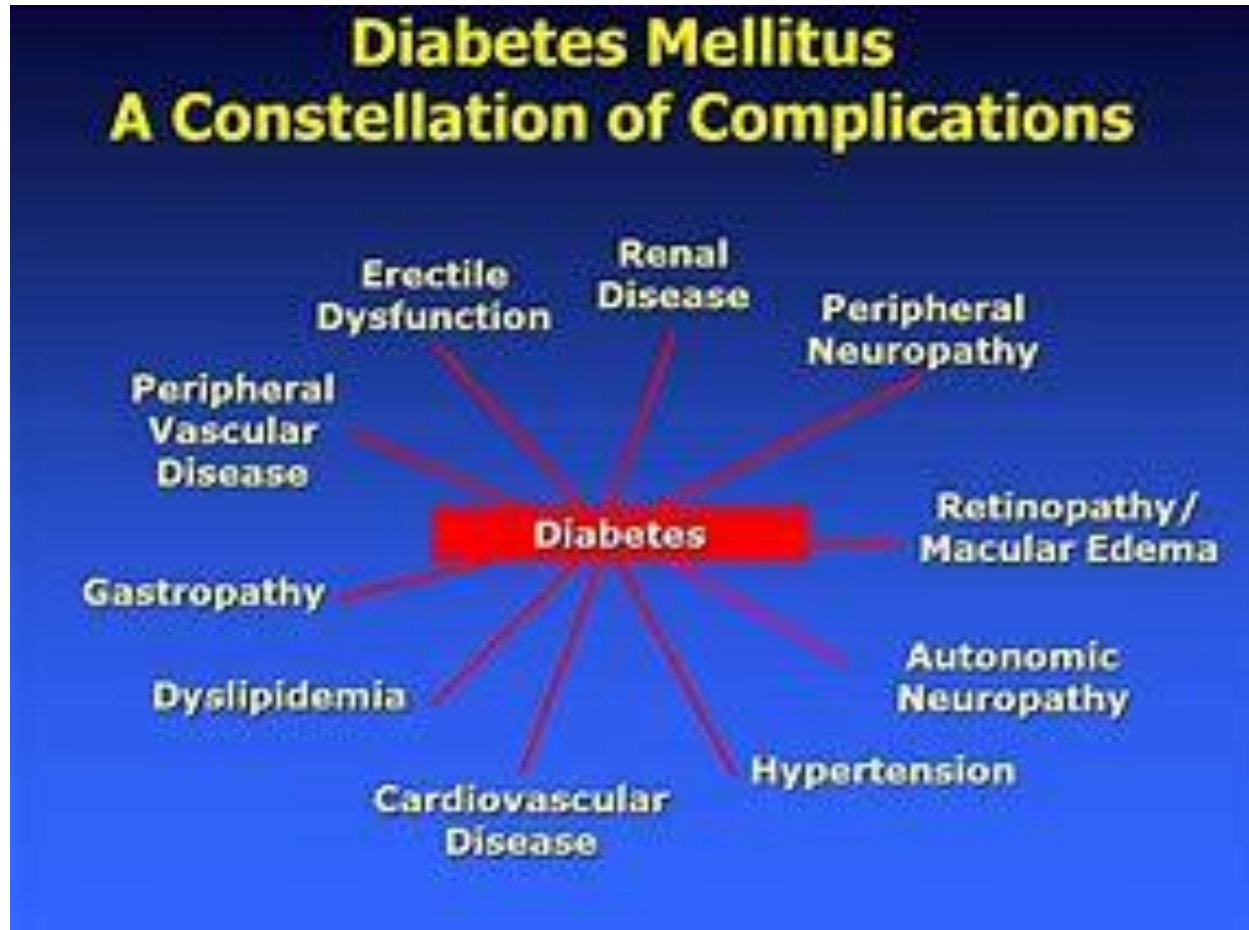 Diabetes Mellitus
A Constellation of Complications
Erectile
Dysfunction
Renal
Disease
Peripheral
Neuropathy
Peripheral
Vascular
Disease
Diabetes
Retinopathy/
Macular Edema
Gastropathy
Autonomic
Neuropathy
Dyslipidemia
Hypertension
Cardiovascular
Disease